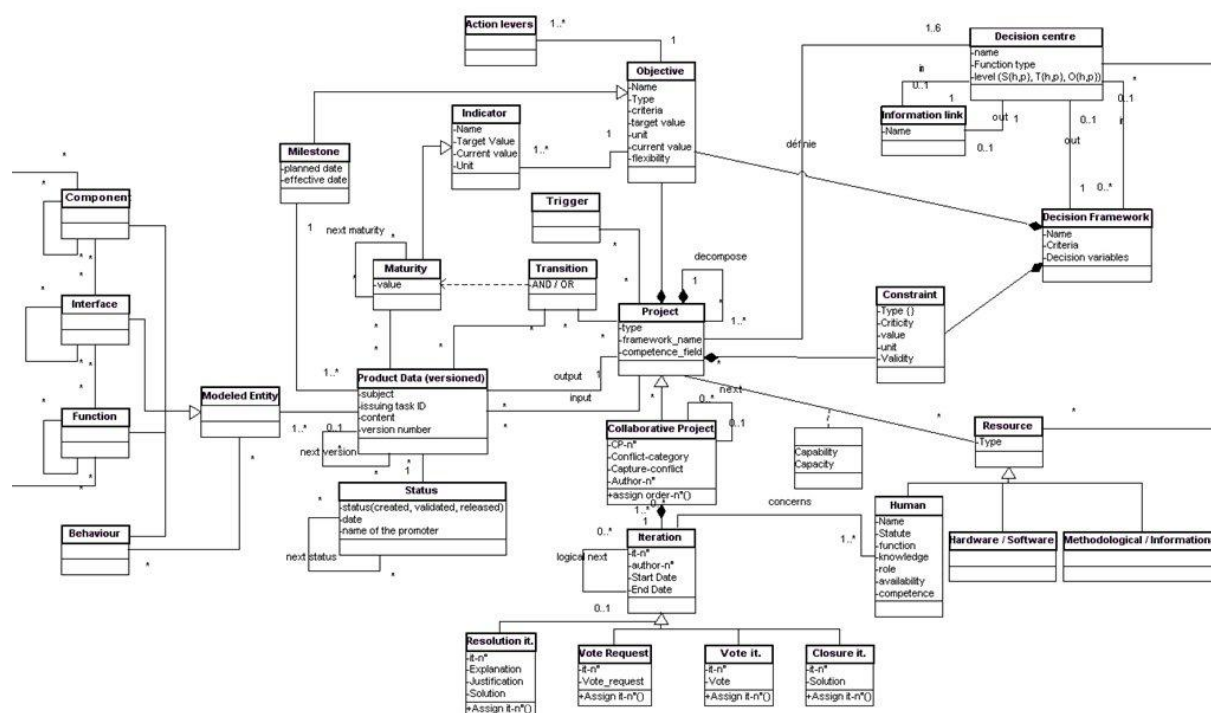 Action levers
1..*
1
Objective
-Name
-Type
-criteria
-target value
-unit
-current value
-flexibility
1..6
Decision centre
-name
-Function type
-level (S(h,p), T(h,p), O(h,p))
in
0..1
1
Information link
-Name
out
1
0..1
0..1
out
*
0..1
in
1
0..*
Indicator
-Name
-Target Value
-Current value
-Unit
1..*
1
Milestone
-planned date
-effective date
1
1..*
définie
Decision Framework
-Name
-Criteria
-Decision variables
Component
*
*
*
*
Interface
*
*
*
*
Function
*
*
*
*
Behaviour
*
*
Modeled Entity
1..*
*
next maturity
*
*
Maturity
-value
*
Trigger
*
*
Transition
AND / OR
*
*
*
decompose
1
*
1..*
Project
-type
-framework_name
-competence_field
*
*
Constraint
-Type ()
-Criticity
-value
-unit
-Validity
Product Data (versioned)
-subject
-issuing task ID
-content
-version number
output
1
input
*
*
0..1
next version
*
*
1
Status
-status(created, validated, released)
-date
-name of the promoter
*
next status
*
next
0..*
0..1
Collaborative Project
-CP-n°
-Conflict-category
-Capture-conflict
-Author-n°
+assign order-n°()
0..*
1..*
1
Capability
Capacity
*
*
Resource
-Type
concerns
1..*
Human
-Name
-Statute
-function
-knowledge
-role
-availability
-competence
Hardware / Software
Methodological / Information
0..*
logical next
0..1
Iteration
-it-n°
-author-n°
-Start Date
-End Date
Resolution it.
-it-n°
-Explanation
-Justification
-Solution
+Assign it-n°()
Vote Request
-it-n°
-Vote_request
+Assign it-n°()
Vote it.
-it-n°
-Vote
+Assign it-n°()
Closure it.
-it-n°
-Solution
+Assign it-n°()